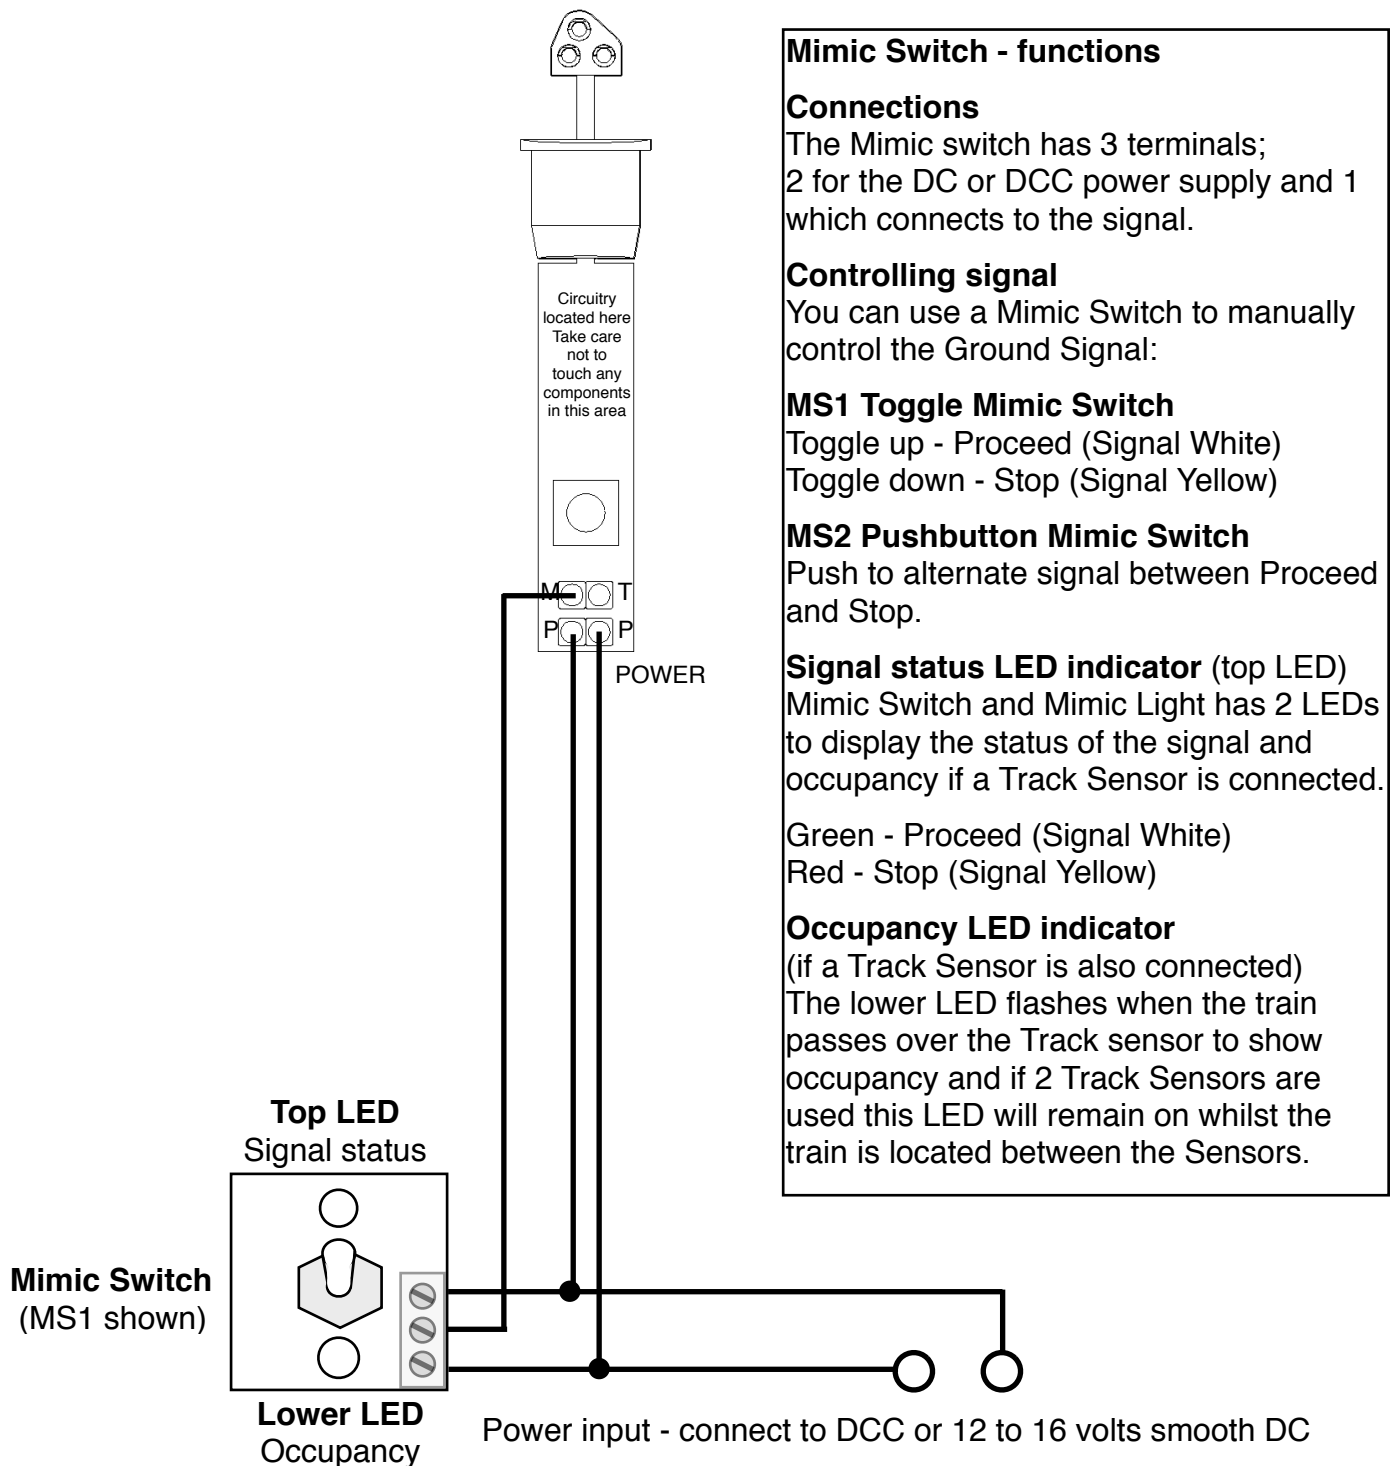 Mimic Switch - functions
Connections
The Mimic switch has 3 terminals;
2 for the DC or DCC power supply and 1
which connects to the signal.
Controlling signal
You can use a Mimic Switch to manually
control the Ground Signal:
MS1 Toggle Mimic Switch
Toggle up - Proceed (Signal White)
Toggle down - Stop (Signal Yellow)
MS2 Pushbutton Mimic Switch
Push to alternate signal between Proceed
and Stop.
Signal status LED indicator (top LED)
Mimic Switch and Mimic Light has 2 LEDs
to display the status of the signal and
occupancy if a Track Sensor is connected.
Green - Proceed (Signal White)
Red - Stop (Signal Yellow)
Occupancy LED indicator
(if a Track Sensor is also connected)
The lower LED flashes when the train
passes over the Track sensor to show
occupancy and if 2 Track Sensors are
used this LED will remain on whilst the
train is located between the Sensors.
Circuitry
located here
Take care
not to
touch any
components
in this area
M T
P P
POWER
Top LED
Signal status
Mimic Switch
(MS1 shown)
Lower LED
Occupancy
Power input - connect to DCC or 12 to 16 volts smooth DC